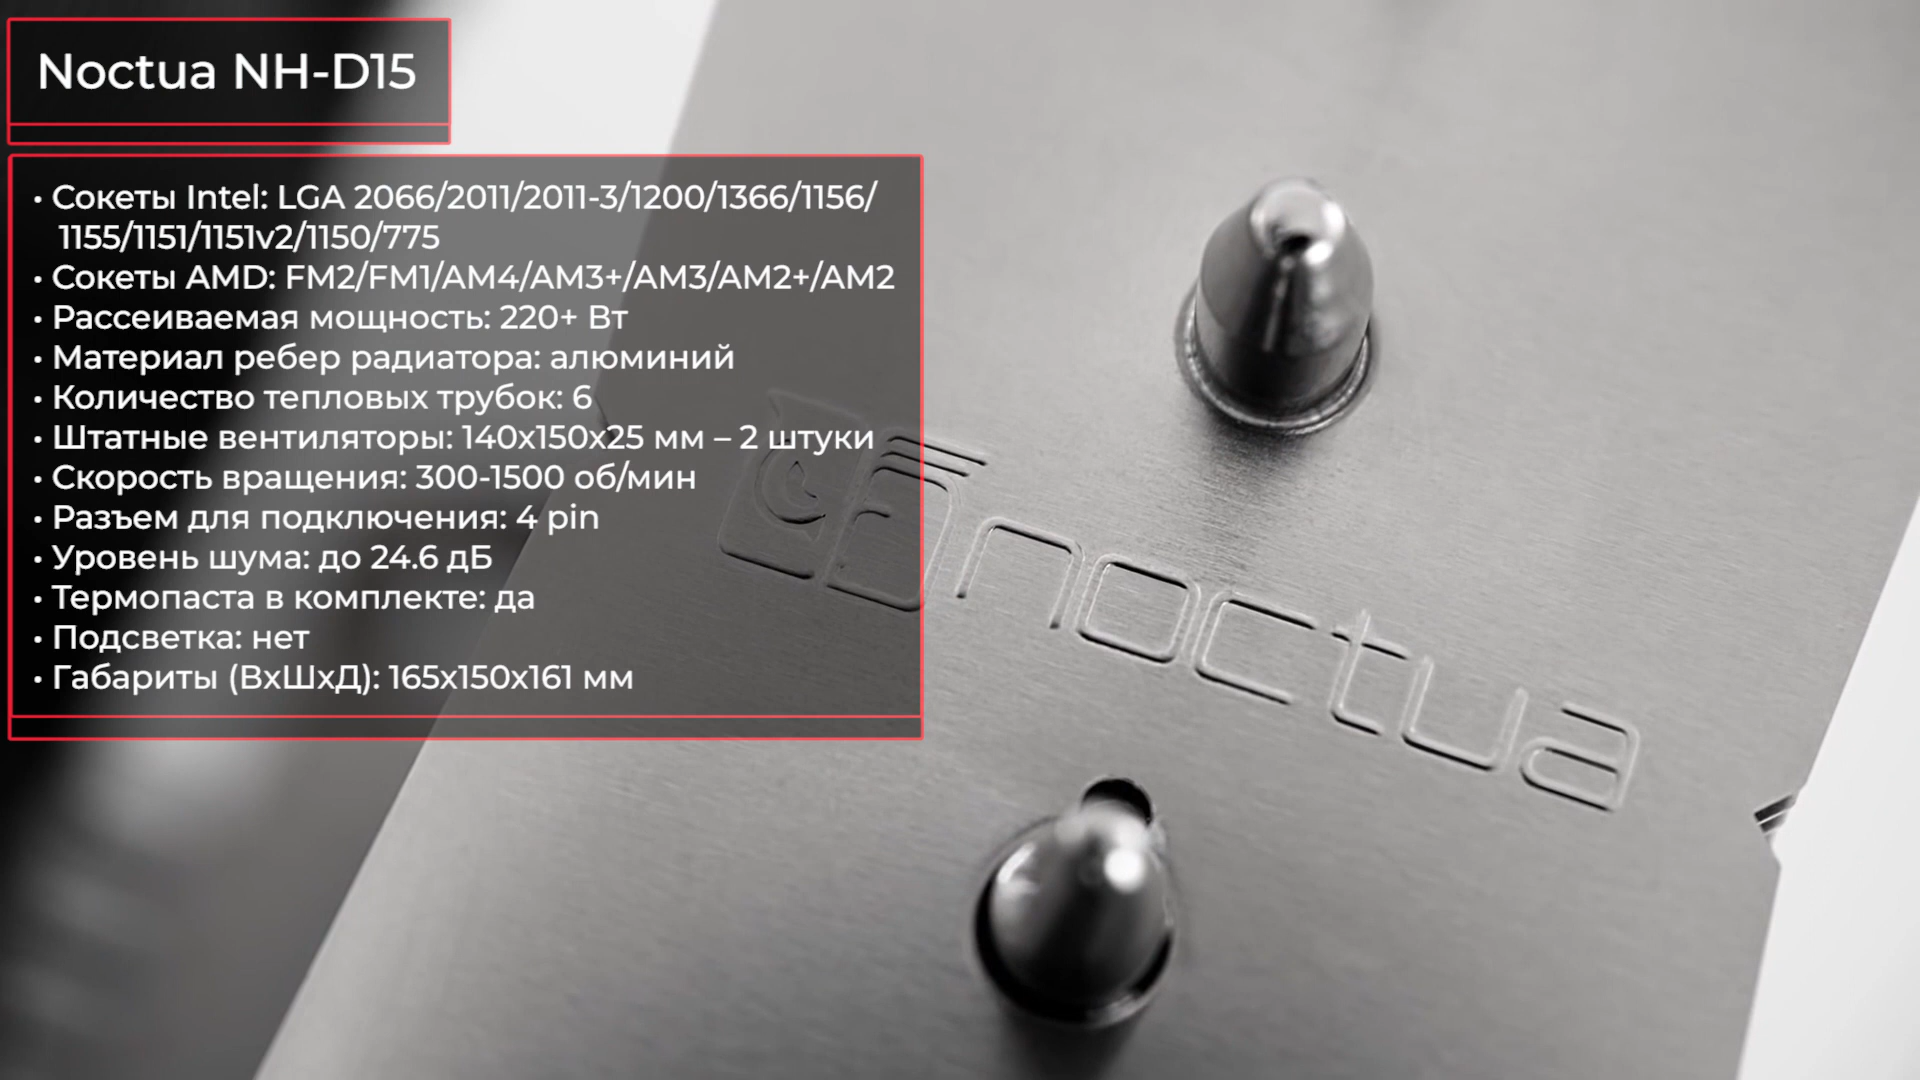 Noctua NH-D15
• Сокеты Intel: LGA 2066/2011/2011-3/1200/1366/1156/
1155/1151/1151v2/1150/775
• Сокеты AMD: FM2/FM1/AM4/AM3+/AM3/AM2+/AM2
• Рассеиваемая мощность: 220+ Вт
• Материал ребер радиатора: алюминий
• Количество тепловых трубок: 6
• Штатные вентиляторы: 140x150x25 мм – 2 штуки
• Скорость вращения: 300-1500 об/мин
• Разъем для подключения: 4 pin
• Уровень шума: до 24.6 дБ
• Термопаста в комплекте: да
• Подсветка: нет
• Габариты (ВхШхД): 165x150x161 мм
noctua